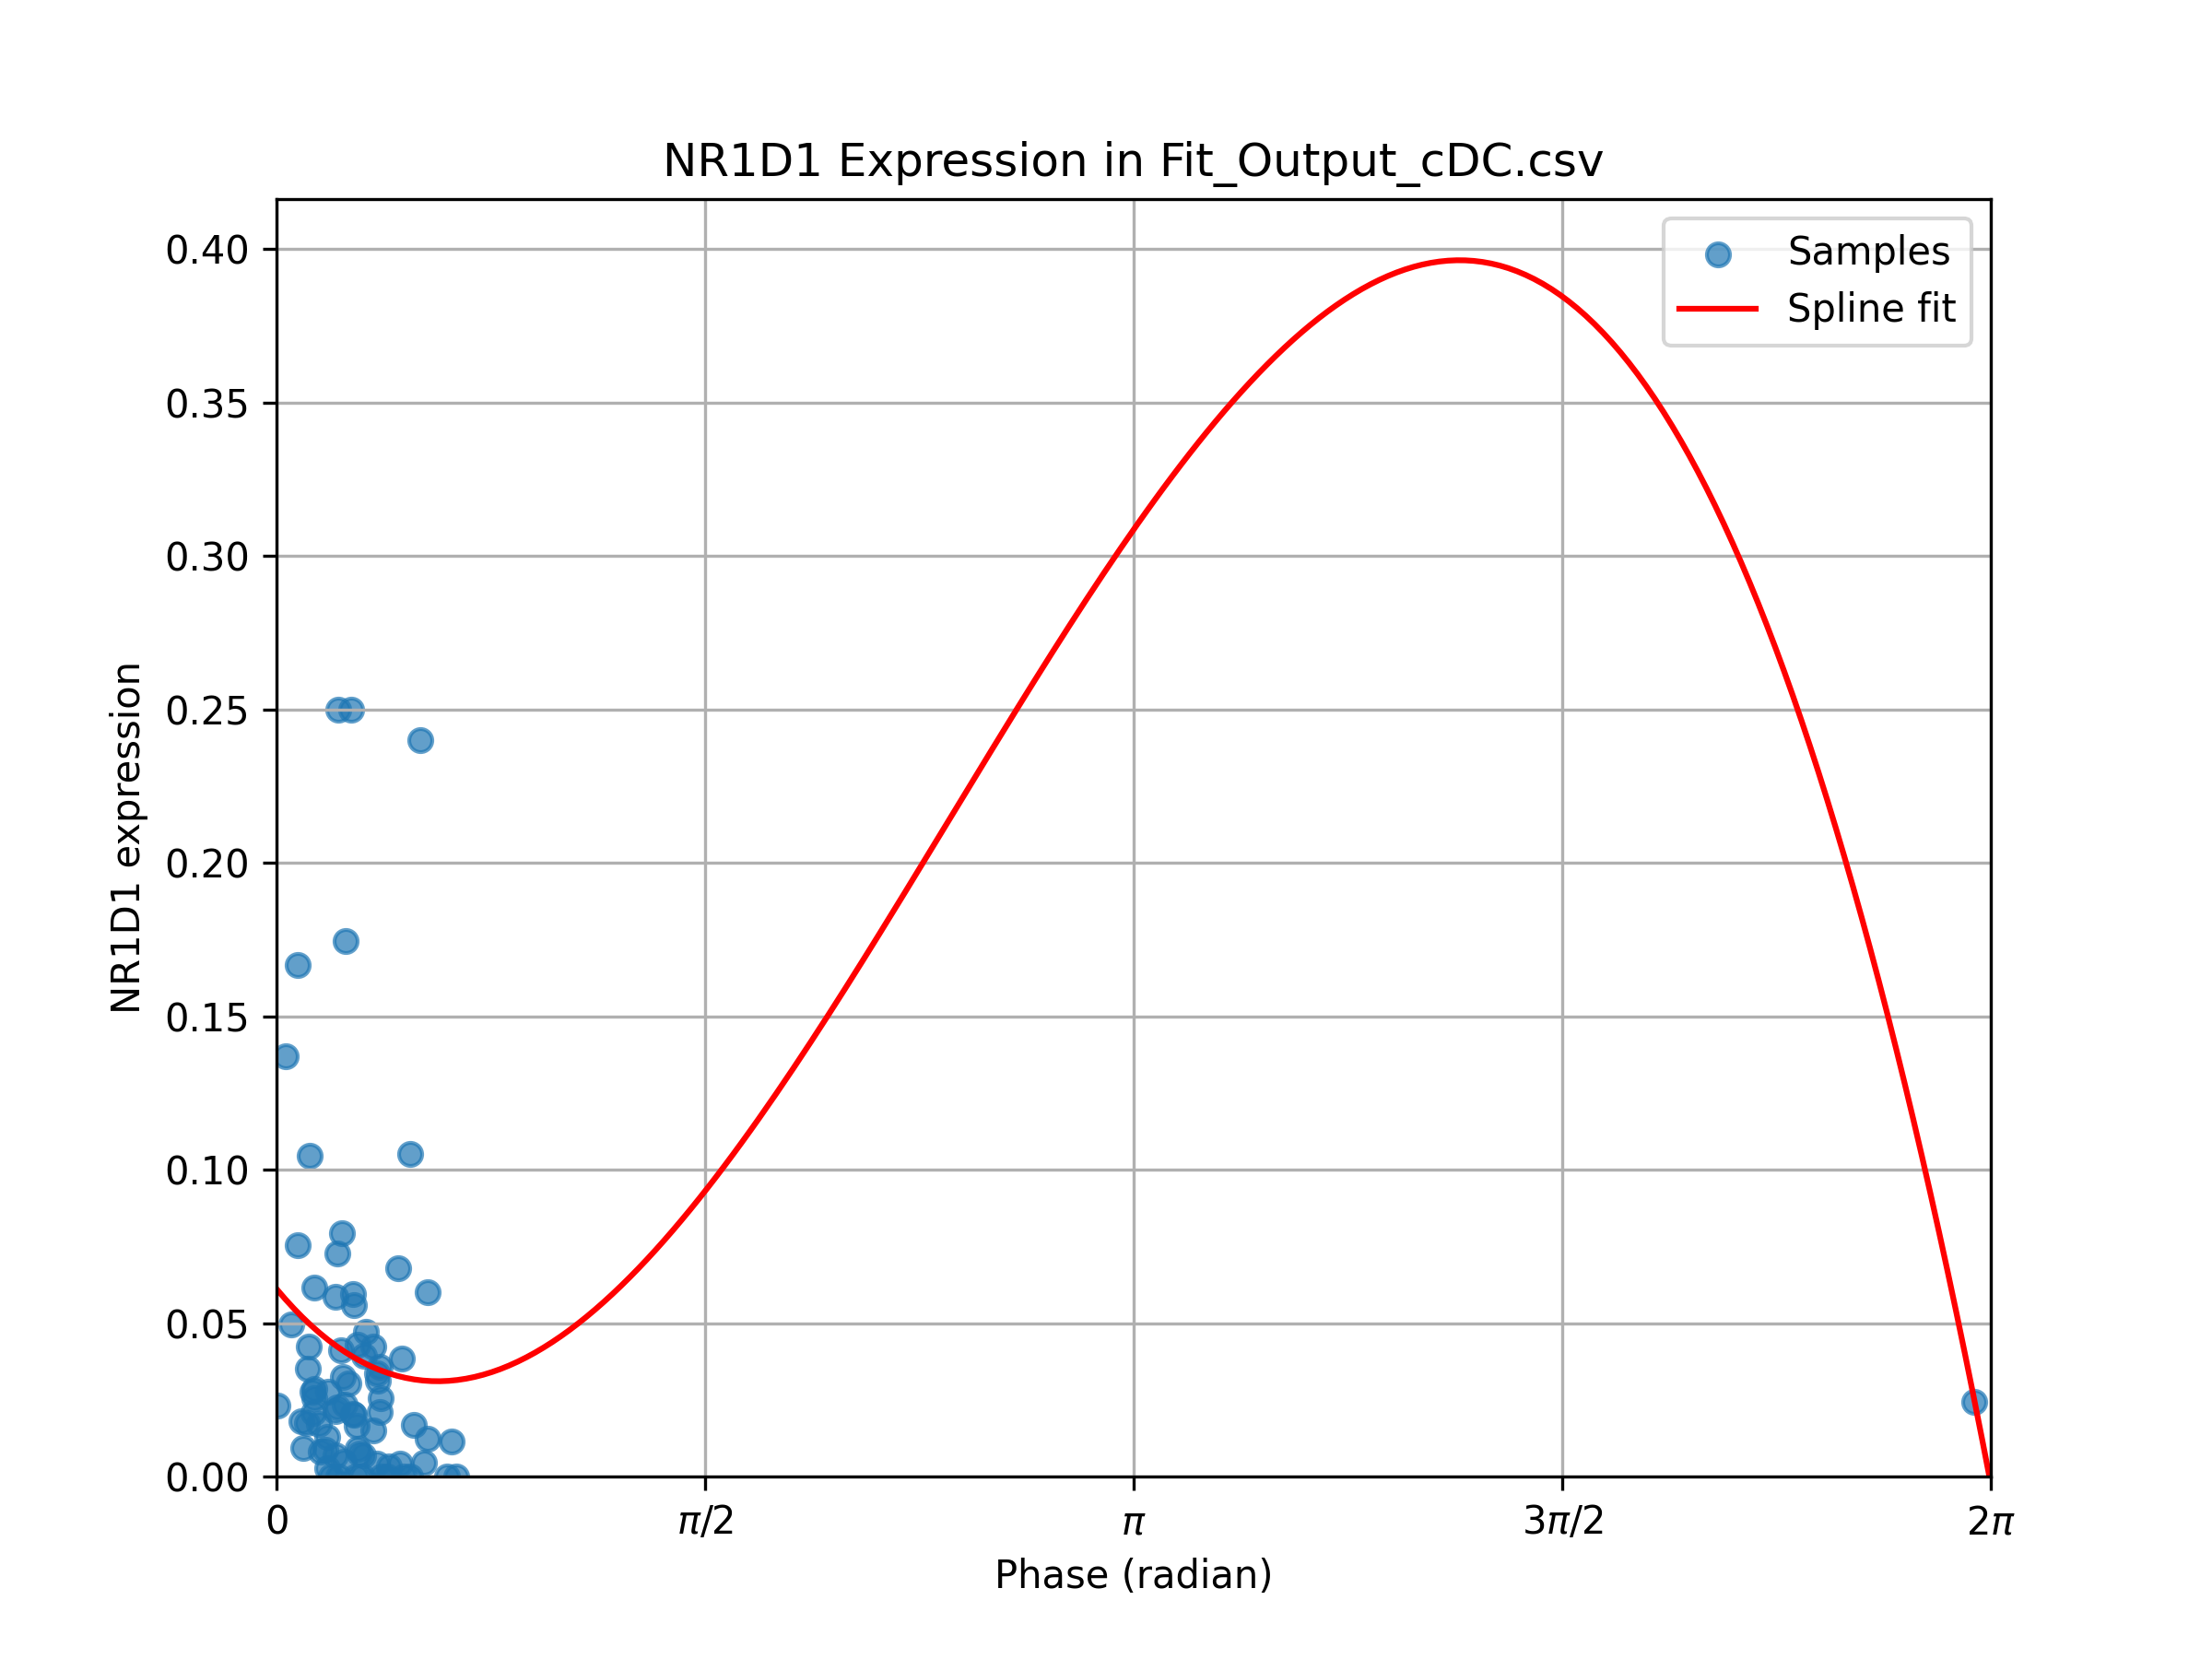 NR1D1 Expression in Fit_Output_cDC.csv
Samples
Spline fit
0.40
0.35
0.30
0.25
0.20
0.15
0.10
0.05
0.00
NR1D1 expression
0 π/2 π 3π/2 2π
Phase (radian)